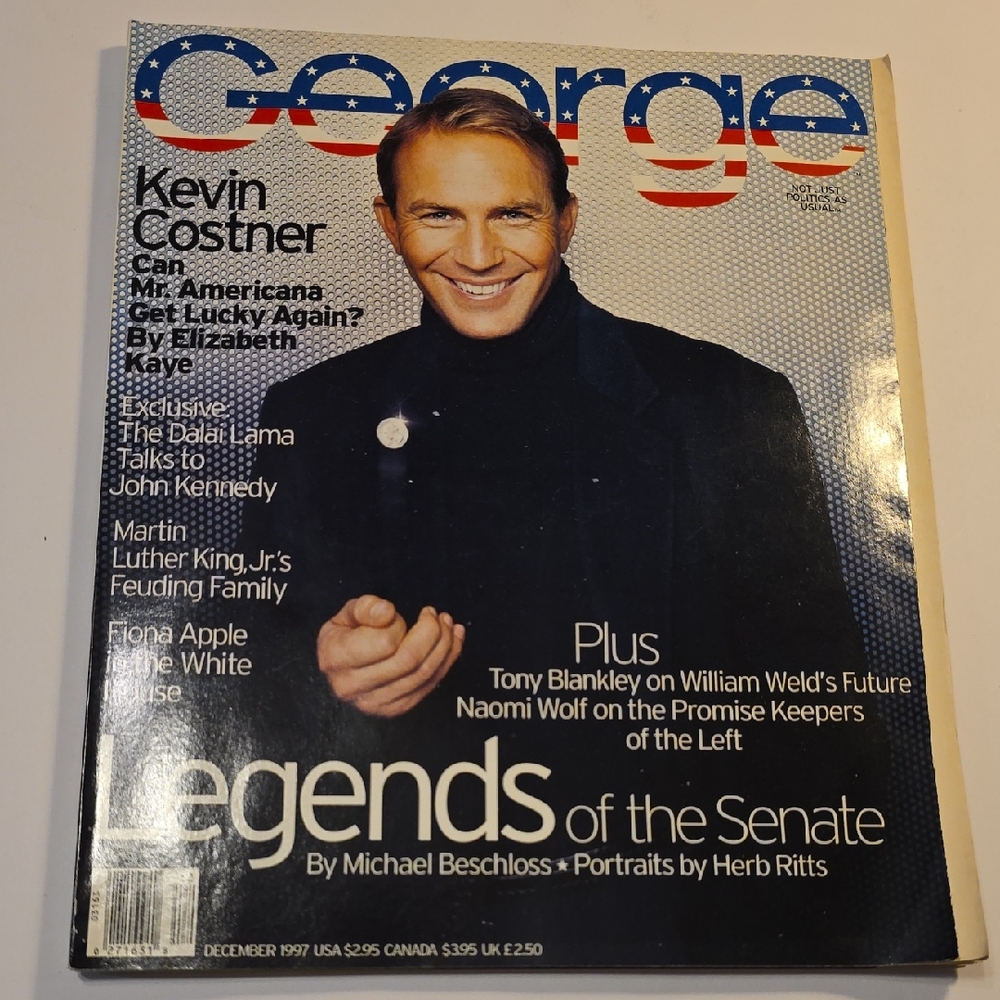 George
NOT JUST
POLITICS AS
USUAL...
Kevin
Costner
Can
Mr. Americana
Get Lucky Again?
By Elizabeth
Kaye
Exclusive:
The Dalai Lama
Talks to
John Kennedy
Martin
Luther King, Jr.'s
Feuding Family
Fiona Apple
in the White
House
Plus
Tony Blankley on William Weld's Future
Naomi Wolf on the Promise Keepers
of the Left
Legends of the Senate
By Michael Beschloss ★ Portraits by Herb Ritts
DECEMBER 1997 USA $2.95 CANADA $3.95 UK £2.50